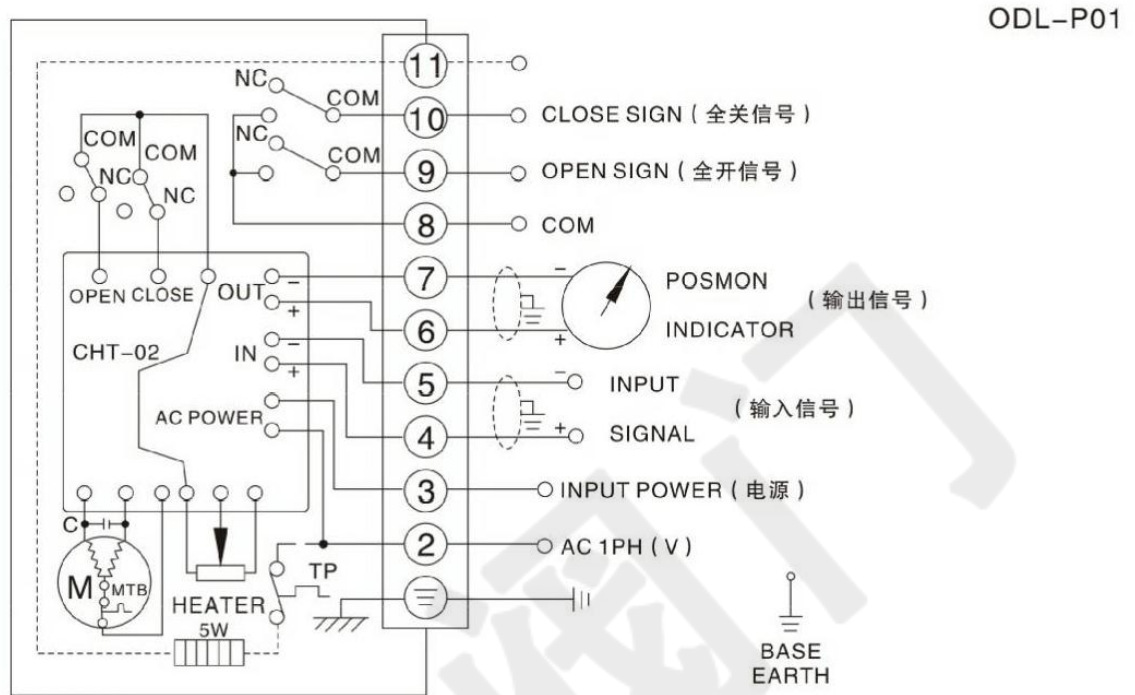 ODL-P01
11
NC
COM
10
CLOSE SIGN (全关信号)
NC
COM
9
OPEN SIGN (全开信号)
COM
COM
NC
NC
8
COM
OPEN
CLOSE
OUT
-
+
7
-
POSMON
(输出信号)
6
+
INDICATOR
CHT-02
IN
-
+
5
-
INPUT
(输入信号)
AC POWER
4
+
SIGNAL
3
INPUT POWER (电源)
2
AC 1PH (V)
C
M
MTB
TP
HEATER
5W
BASE
EARTH
阀门